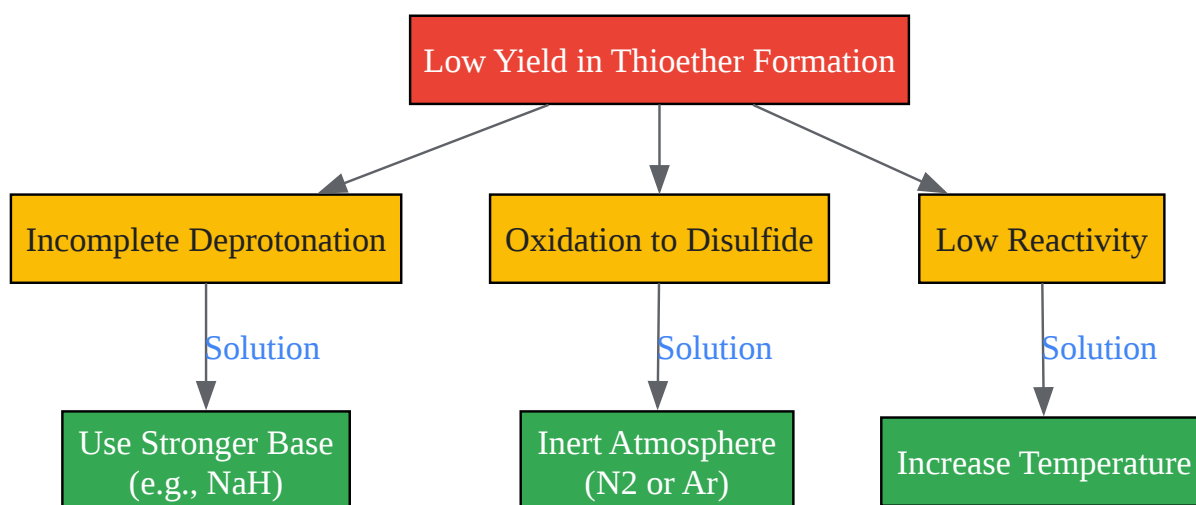 Low Yield in Thioether Formation
Incomplete Deprotonation
Oxidation to Disulfide
Low Reactivity
Solution
Solution
Solution
Use Stronger Base
(e.g., NaH)
Inert Atmosphere
(N2 or Ar)
Increase Temperature